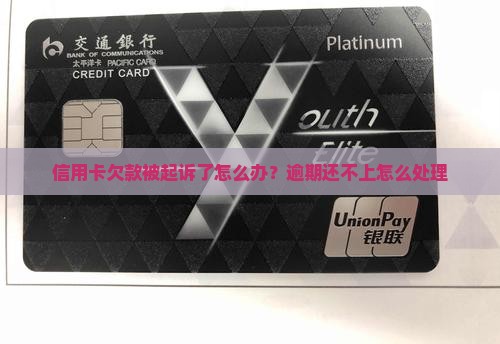 交通銀行
BANK OF COMMUNICATIONS
太平洋卡 PACIFIC CARD
CREDIT CARD
Platinum
Youth
Elite
信用卡欠款被起诉了怎么办？逾期还不上怎么处理
UnionPay
银联